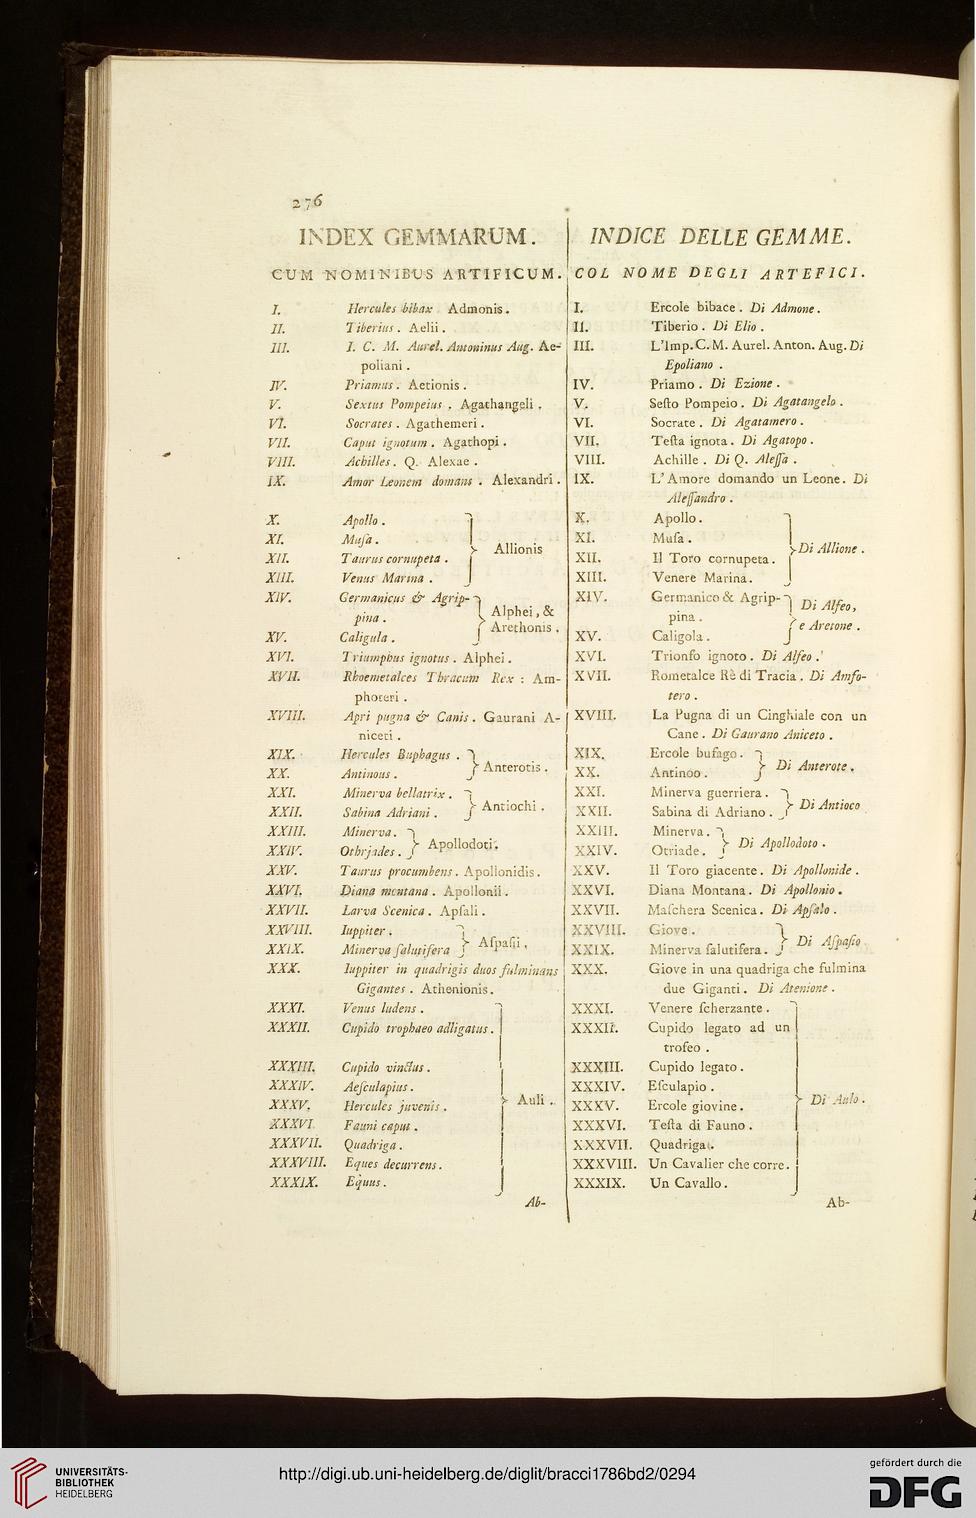 276
INDEX GEMMARUM.
CUM NOMINIBUS ARTIFICUM.
I. Hercules bibax. Admonis.
II. Tiberius. Aelii.
III. I. C. M. Aurel. Antoninus Aug. Ae-
poliani.
IV. Priamus. Aetionis.
V. Sextus Pompeius. Agathangeli.
VI. Socrates. Agathemeri.
VII. Caput ignotum. Agathopi.
VIII. Achilles. Q. Alexae.
IX. Amor Leonem domans. Alexandri.
X. Apollo.
XI. Muſa.
Allionis
XII. Taurus cornupeta.
XIII. Venus Marina.
XIV. Germanicus & Agrip-
pina.
Alphei, &
Arethonis.
XV. Caligula.
XVI. Triumphus ignotus. Alphei.
XVII. Rhoemetalces Thracum Rex: Am-
photeri.
XVIII. Apri pugna & Canis. Gaurani A-
niceti.
XIX. Hercules Buphagus.
Anterotis.
XX. Antinous.
XXI. Minerva bellatrix.
Antiochi.
XXII. Sabina Adriani.
XXIII. Minerva.
Apollodoti.
XXIV. Othrjades.
XXV. Taurus procumbens. Apollonidis.
XXVI. Diana montana. Apollonii.
XXVII. Larva Scenica. Apſali.
XXVIII. Iuppiter.
Aſpaſii.
XXIX. Minerva ſalutifera
XXX. Iuppiter in quadrigis duos fulminans
Gigantes. Athenionis.
XXXI. Venus ludens.
XXXII. Cupido trophaeo adligatus.
XXXIII. Cupido vinctus.
XXXIV. Aeſculapius.
Auli.
XXXV. Hercules juvenis.
XXXVI. Fauni caput.
XXXVII. Quadriga.
XXXVIII. Eques decurrens.
XXXIX. Equus.
Ab-
INDICE DELLE GEMME.
COL NOME DEGLI ARTEFICI.
I. Ercole bibace. Di Admone.
II. Tiberio. Di Elio.
III. L'Imp. C. M. Aurel. Anton. Aug. Di
Epoliano.
IV. Priamo. Di Ezione.
V. Seſto Pompeio. Di Agatangelo.
VI. Socrate. Di Agatamero.
VII. Teſta ignota. Di Agatopo.
VIII. Achille. Di Q. Aleſſa.
IX. L'Amore domando un Leone. Di
Aleſſandro.
X. Apollo.
XI. Muſa.
Di Allione.
XII. Il Toro cornupeta.
XIII. Venere Marina.
XIV. Germanico & Agrip-
pina.
Di Alfeo,
e Aretone.
XV. Caligola.
XVI. Trionfo ignoto. Di Alfeo.
XVII. Rometalce Rè di Tracia. Di Amfo-
tero.
XVIII. La Pugna di un Cinghiale con un
Cane. Di Gaurano Aniceto.
XIX. Ercole bufago.
Di Anterote.
XX. Antinoo.
XXI. Minerva guerriera.
Di Antioco
XXII. Sabina di Adriano.
XXIII. Minerva.
Di Apollodoto.
XXIV. Otriade.
XXV. Il Toro giacente. Di Apollonide.
XXVI. Diana Montana. Di Apollonio.
XXVII. Maſchera Scenica. Di Apſalo.
XXVIII. Giove.
Di Aſpaſio
XXIX. Minerva ſalutifera.
XXX. Giove in una quadriga che fulmina
due Giganti. Di Atenione.
XXXI. Venere ſcherzante.
XXXII. Cupido legato ad un
trofeo.
XXXIII. Cupido legato.
XXXIV. Eſculapio.
Di Aulo.
XXXV. Ercole giovine.
XXXVI. Teſta di Fauno.
XXXVII. Quadriga.
XXXVIII. Un Cavalier che corre.
XXXIX. Un Cavallo.
Ab-
UNIVERSITÄTS-
BIBLIOTHEK
HEIDELBERG
http://digi.ub.uni-heidelberg.de/diglit/bracci1786bd2/0294
gefördert durch die
DFG